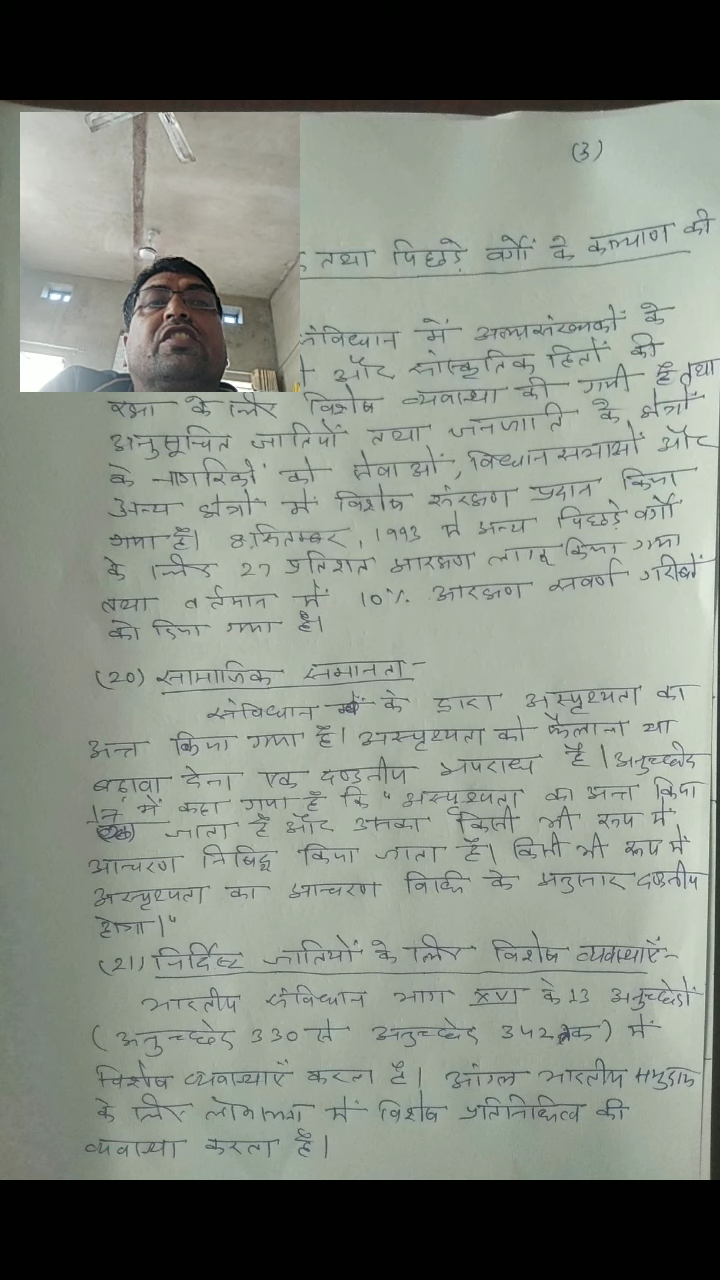 (3)
तथा पिछड़े वर्गों के कल्याण की
संविधान में अल्पसंख्यकों के
और सांस्कृतिक हितों की
रक्षा के लिए विशेष व्यवस्था की गयी है तथा
अनुसूचित जातियों तथा जनजाति के क्षेत्रों
के नागरिकों को सेवाओं, विधान सभाओं और
अन्य क्षेत्रों में विशेष संरक्षण प्रदान किया
गया है। 8 सितम्बर, 1993 से अन्य पिछड़े वर्गों
के लिए 27 प्रतिशत आरक्षण लागू किया गया
तथा वर्तमान में 10% आरक्षण सवर्ण गरीबों
को दिया गया है।
(20) सामाजिक समानता-
संविधान के द्वारा अस्पृश्यता का
अन्त किया गया है। अस्पृश्यता को फैलाना या
बढ़ावा देना एक दण्डनीय अपराध है। अनुच्छेद
17 में कहा गया है कि "अस्पृश्यता का अन्त किया
जाता है और उसका किसी भी रूप में
आचरण निषिद्ध किया जाता है। किसी भी रूप में
अस्पृश्यता का आचरण विधि के अनुसार दण्डनीय
होगा।"
(21) निर्दिष्ट जातियों के लिए विशेष व्यवस्थाएँ-
भारतीय संविधान भाग XVI के 13 अनुच्छेदों
(अनुच्छेद 330 से अनुच्छेद 342 तक) में
विशेष व्यवस्थाएँ करता है। आंग्ल भारतीय समुदाय
के लिए लोकसभा में विशेष प्रतिनिधित्व की
व्यवस्था करता है।